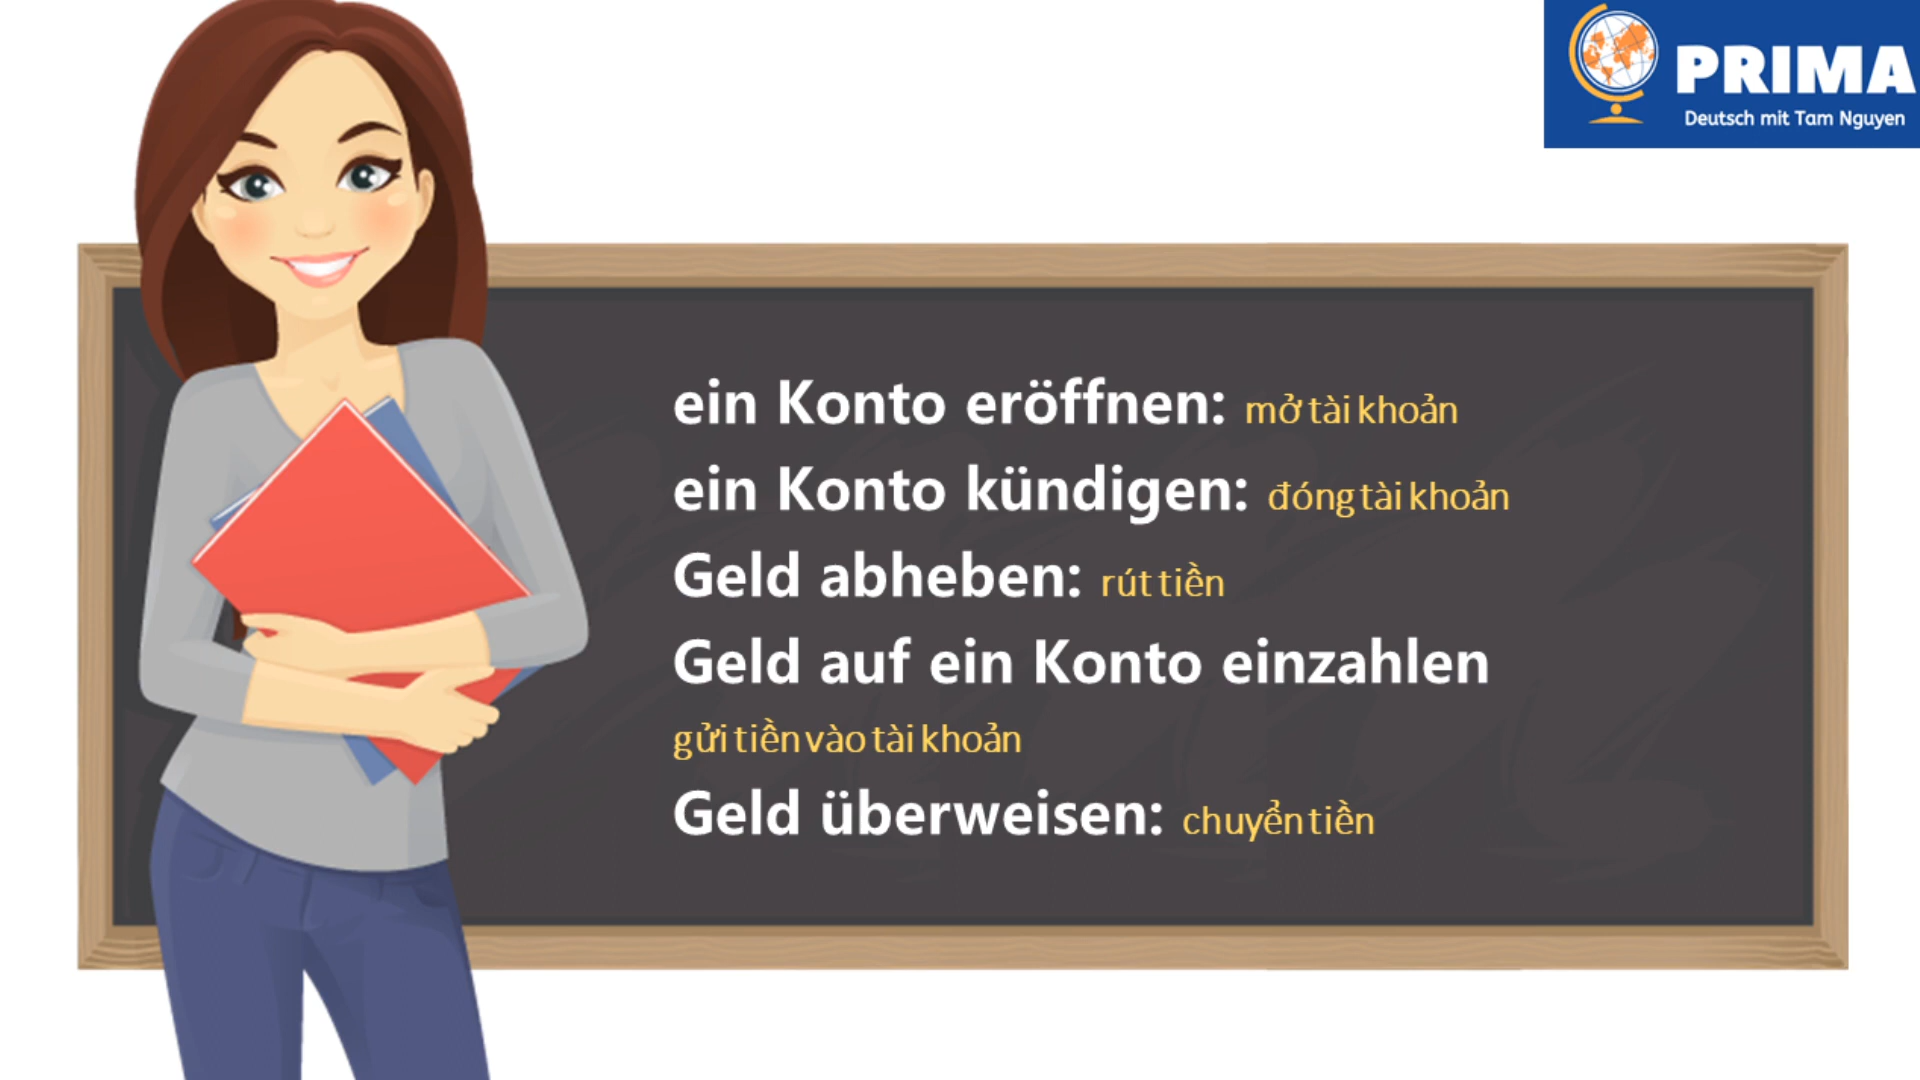 PRIMA
Deutsch mit Tam Nguyen
ein Konto eröffnen: mở tài khoản
ein Konto kündigen: đóng tài khoản
Geld abheben: rút tiền
Geld auf ein Konto einzahlen
gửi tiền vào tài khoản
Geld überweisen: chuyển tiền